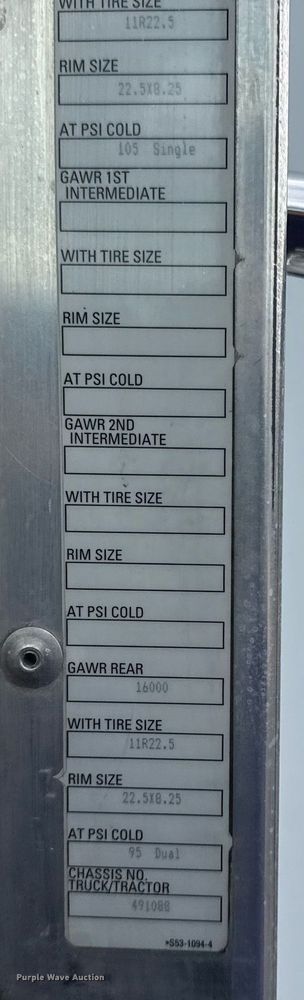 WITH TIRE SIZE
11R22.5
RIM SIZE
22.5X8.25
AT PSI COLD
105 Single
GAWR 1ST
INTERMEDIATE
WITH TIRE SIZE
RIM SIZE
AT PSI COLD
GAWR 2ND
INTERMEDIATE
WITH TIRE SIZE
RIM SIZE
AT PSI COLD
GAWR REAR
16000
WITH TIRE SIZE
11R22.5
RIM SIZE
22.5X8.25
AT PSI COLD
95 Dual
CHASSIS NO.
TRUCK/TRACTOR
491088
*S53-1094-4
Purple Wave Auction